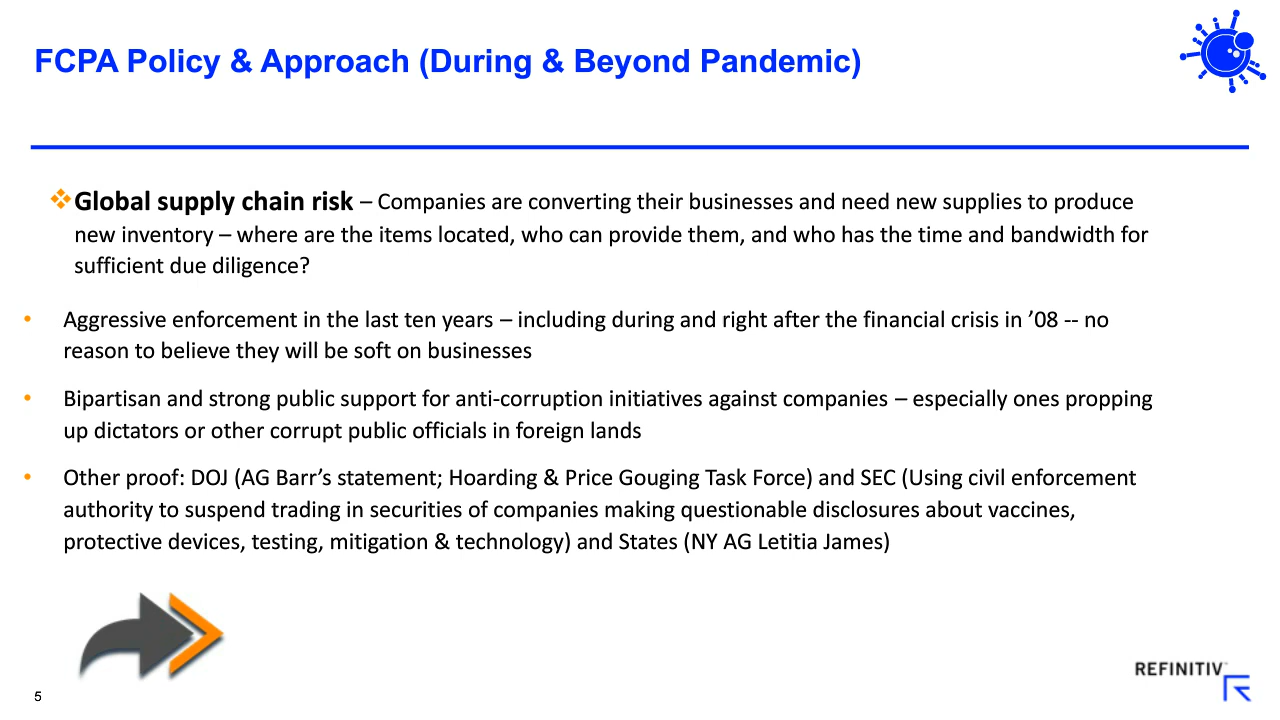 FCPA Policy & Approach (During & Beyond Pandemic)
❖Global supply chain risk – Companies are converting their businesses and need new supplies to produce
new inventory – where are the items located, who can provide them, and who has the time and bandwidth for
sufficient due diligence?
• Aggressive enforcement in the last ten years – including during and right after the financial crisis in ’08 -- no
reason to believe they will be soft on businesses
• Bipartisan and strong public support for anti-corruption initiatives against companies – especially ones propping
up dictators or other corrupt public officials in foreign lands
• Other proof: DOJ (AG Barr’s statement; Hoarding & Price Gouging Task Force) and SEC (Using civil enforcement
authority to suspend trading in securities of companies making questionable disclosures about vaccines,
protective devices, testing, mitigation & technology) and States (NY AG Letitia James)
REFINITIV
5